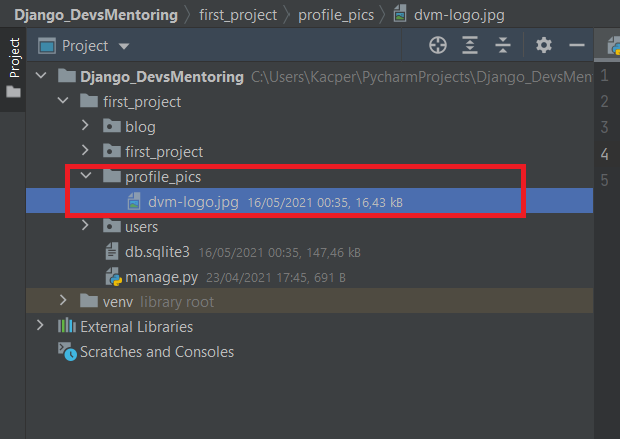 Django_DevsMentoring first_project profile_pics dvm-logo.jpg
Project
Project
Django_DevsMentoring C:\Users\Kacper\PycharmProjects\Django_DevsMen
first_project
blog
first_project
profile_pics
dvm-logo.jpg 16/05/2021 00:35, 16,43 kB
users
db.sqlite3 16/05/2021 00:35, 147,46 kB
manage.py 23/04/2021 17:45, 691 B
venv library root
External Libraries
Scratches and Consoles
1
2
3
4
5